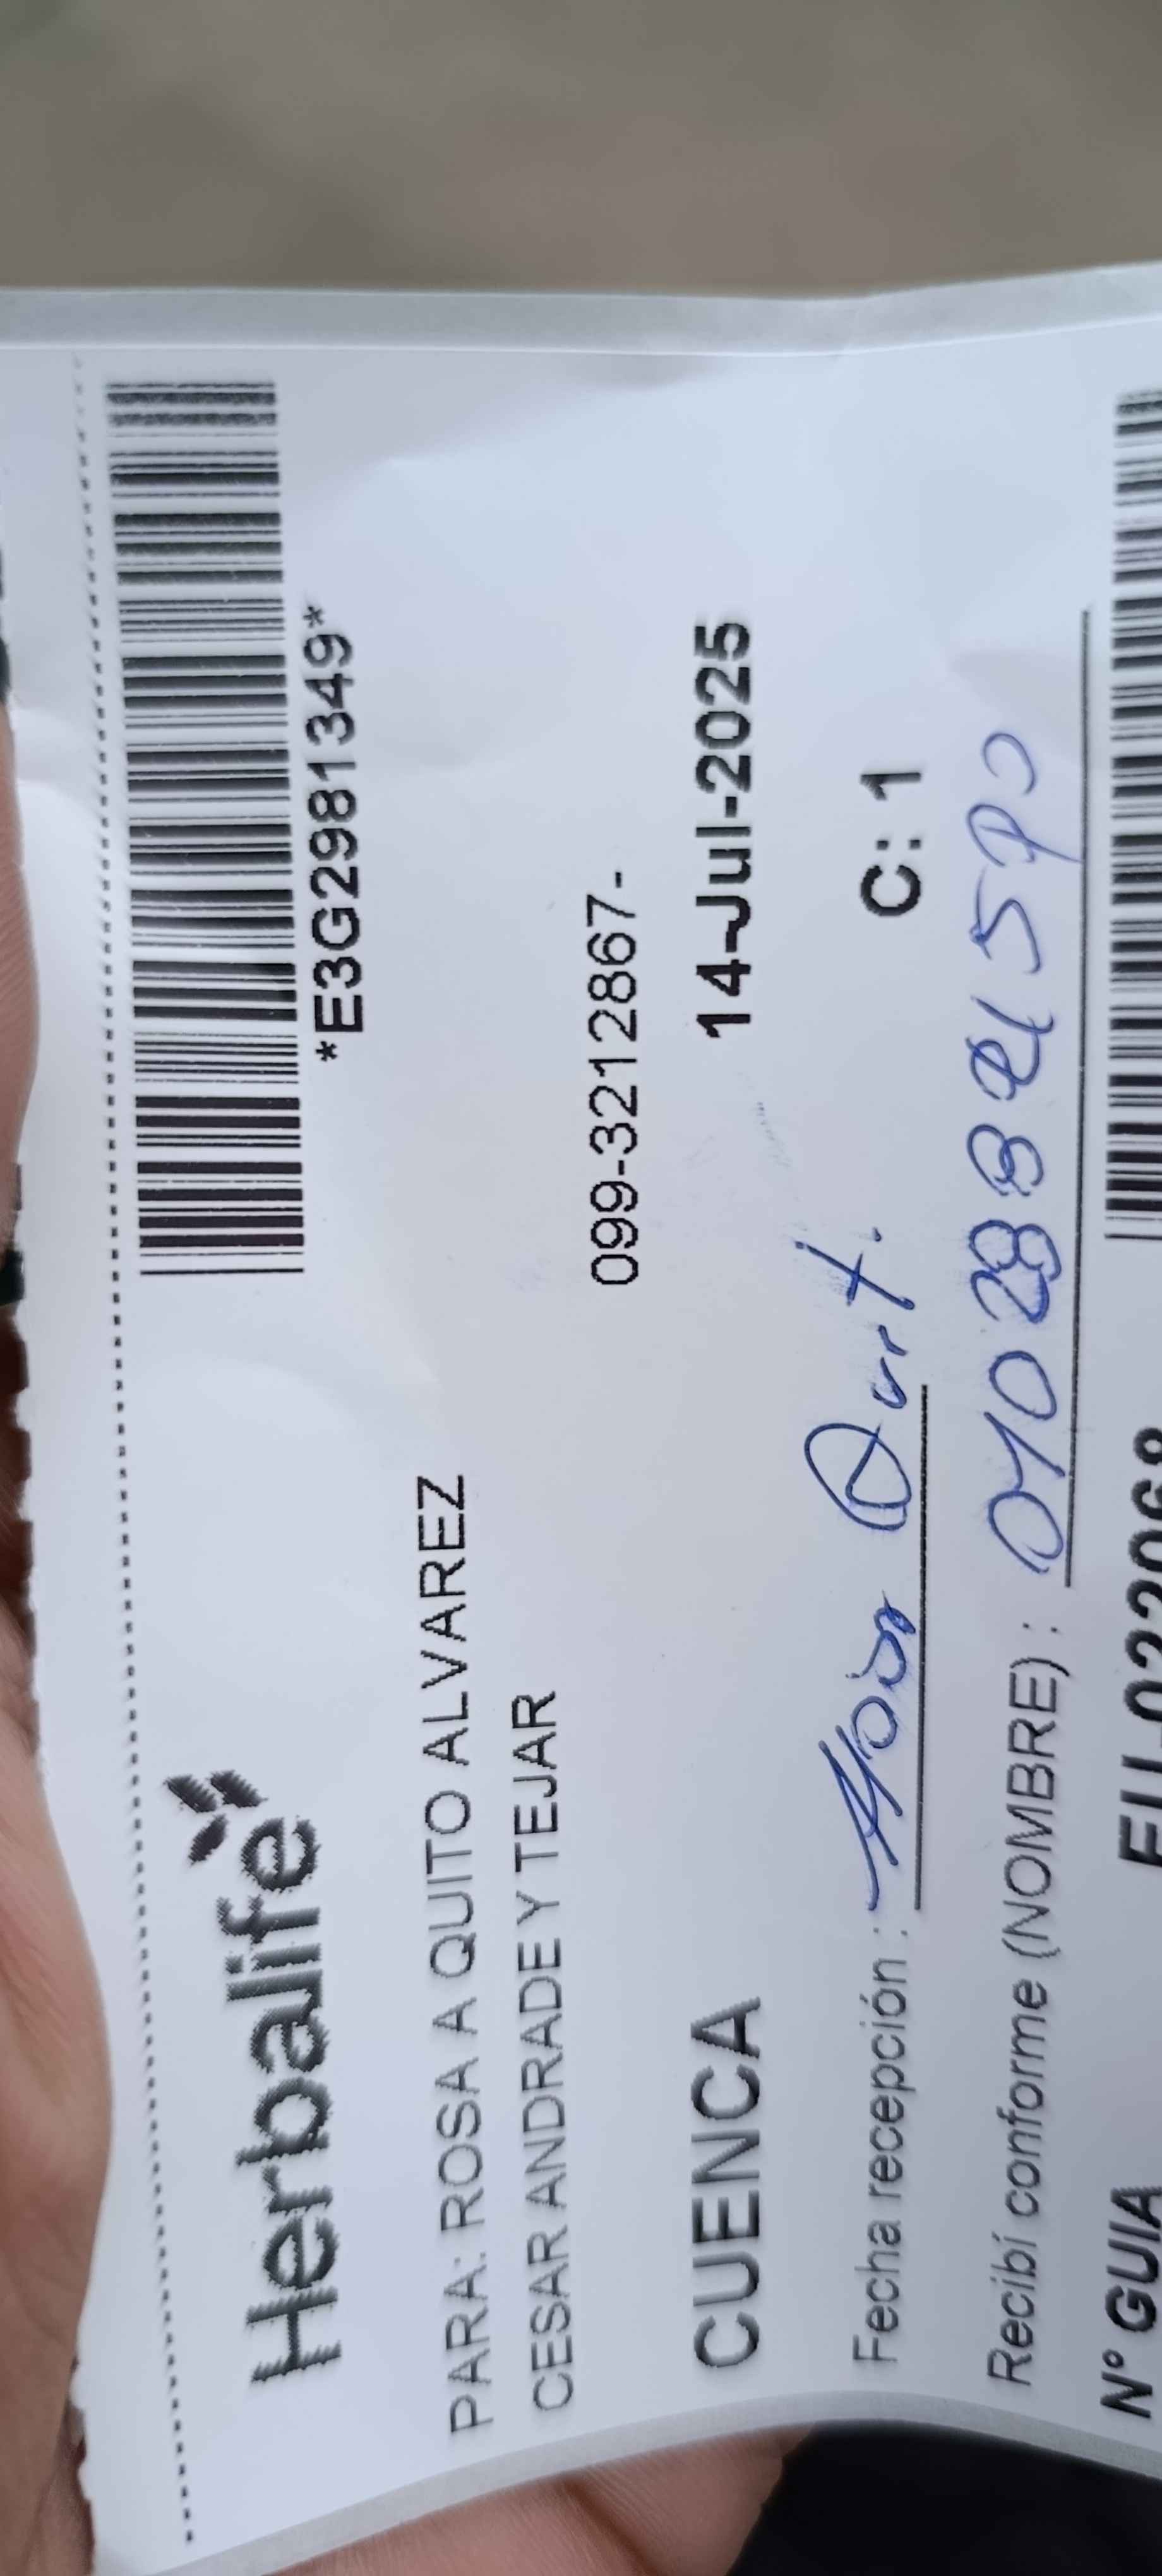 Herbalife
*E3G2981349*
PARA: ROSA A QUITO ALVAREZ
CESAR ANDRADE Y TEJAR
099-3212867-
CUENCA 14-Jul-2025
Fecha recepción :
C: 1
Recibí conforme (NOMBRE) :
Nº GUIA